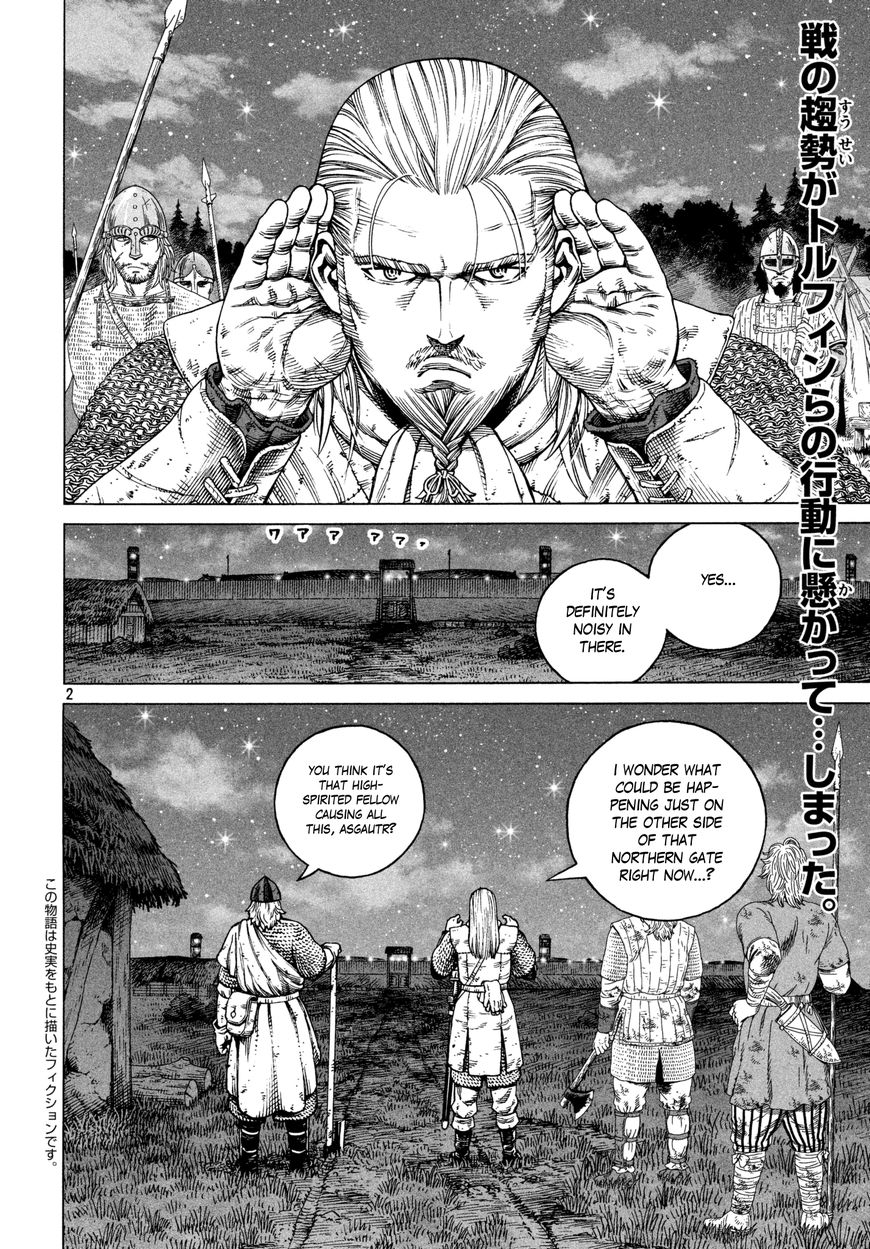 戦の趨勢がトルフィンらの行動に懸かって…しまった。
すう せい
か
ワアア アアァ
YES...
IT'S
DEFINITELY
NOISY IN
THERE.
2
I WONDER WHAT
COULD BE HAP-
PENING JUST ON
THE OTHER SIDE
OF THAT
NORTHERN GATE
RIGHT NOW...?
YOU THINK IT'S
THAT HIGH-
SPIRITED FELLOW
CAUSING ALL
THIS, ASGAUTR?
この物語は史実をもとに描いたフィクションです。